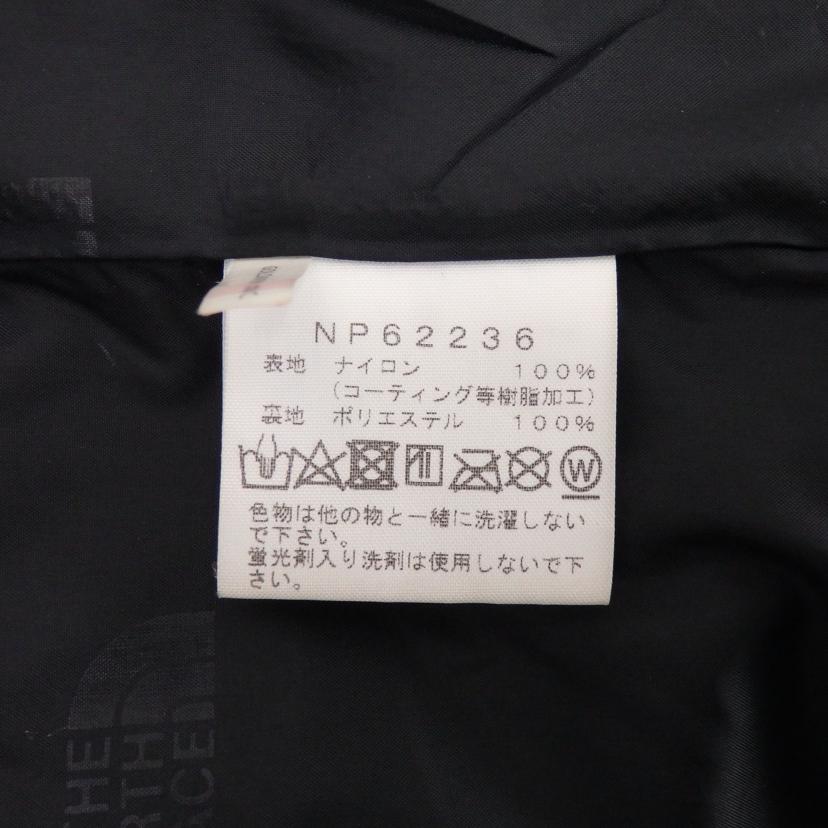 NP62236
表地 ナイロン 100%
(コーティング等樹脂加工)
裏地 ポリエステル 100%
W
色物は他の物と一緒に洗濯しない
で下さい。
蛍光剤入り洗剤は使用しないで下
さい。
THE
RTH
CE